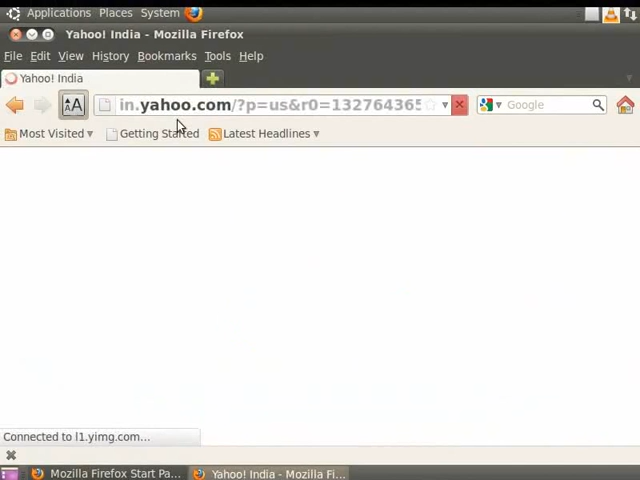 Applications Places System
Yahoo! India - Mozilla Firefox
File Edit View History Bookmarks Tools Help
Yahoo! India
AA in.yahoo.com/?p=us&r0=132764365 Google
Most Visited Getting Started Latest Headlines
Connected to l1.yimg.com...
Mozilla Firefox Start Pa... Yahoo! India - Mozilla Fi...